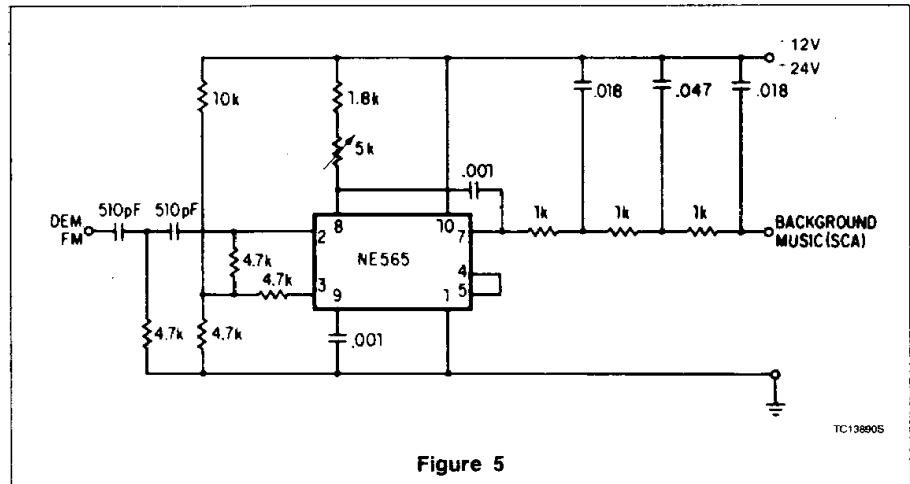 12V
24V
10k
1.8k
.018
.047
.018
5k
.001
510pF
510pF
DEM
FM
2
8
10
7
1k
1k
1k
BACKGROUND
MUSIC(SCA)
NE565
4.7k
4.7k
3
9
4
5
1
4.7k
4.7k
.001
TC13890S
Figure 5